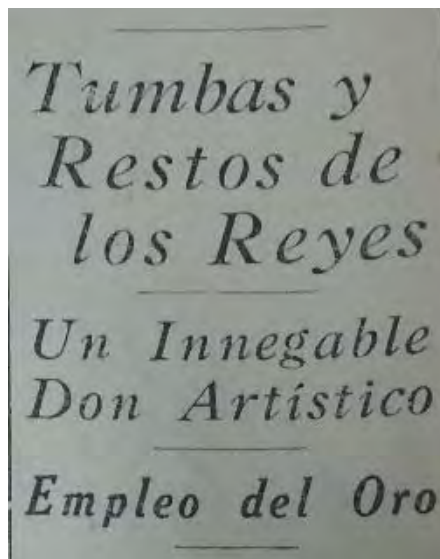 Tumbas y
Restos de
los Reyes
Un Innegable
Don Artístico
Empleo del Oro